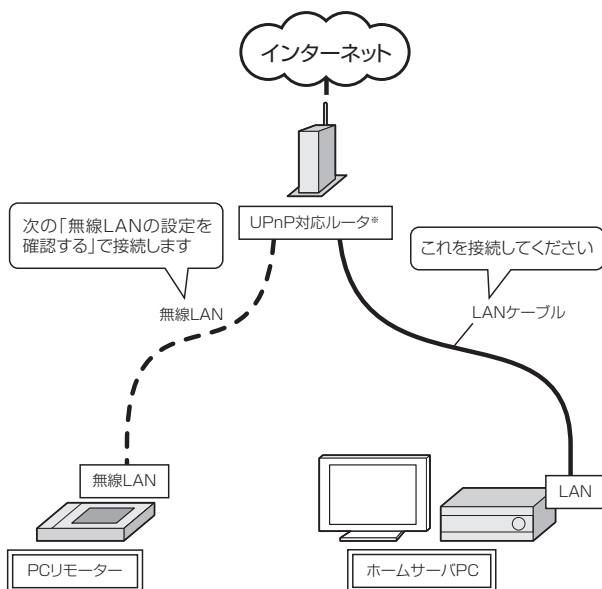 インターネット
UPnP対応ルータ※
次の「無線LANの設定を
確認する」で接続します
これを接続してください
無線LAN
LANケーブル
無線LAN
LAN
PCリモーター
ホームサーバPC